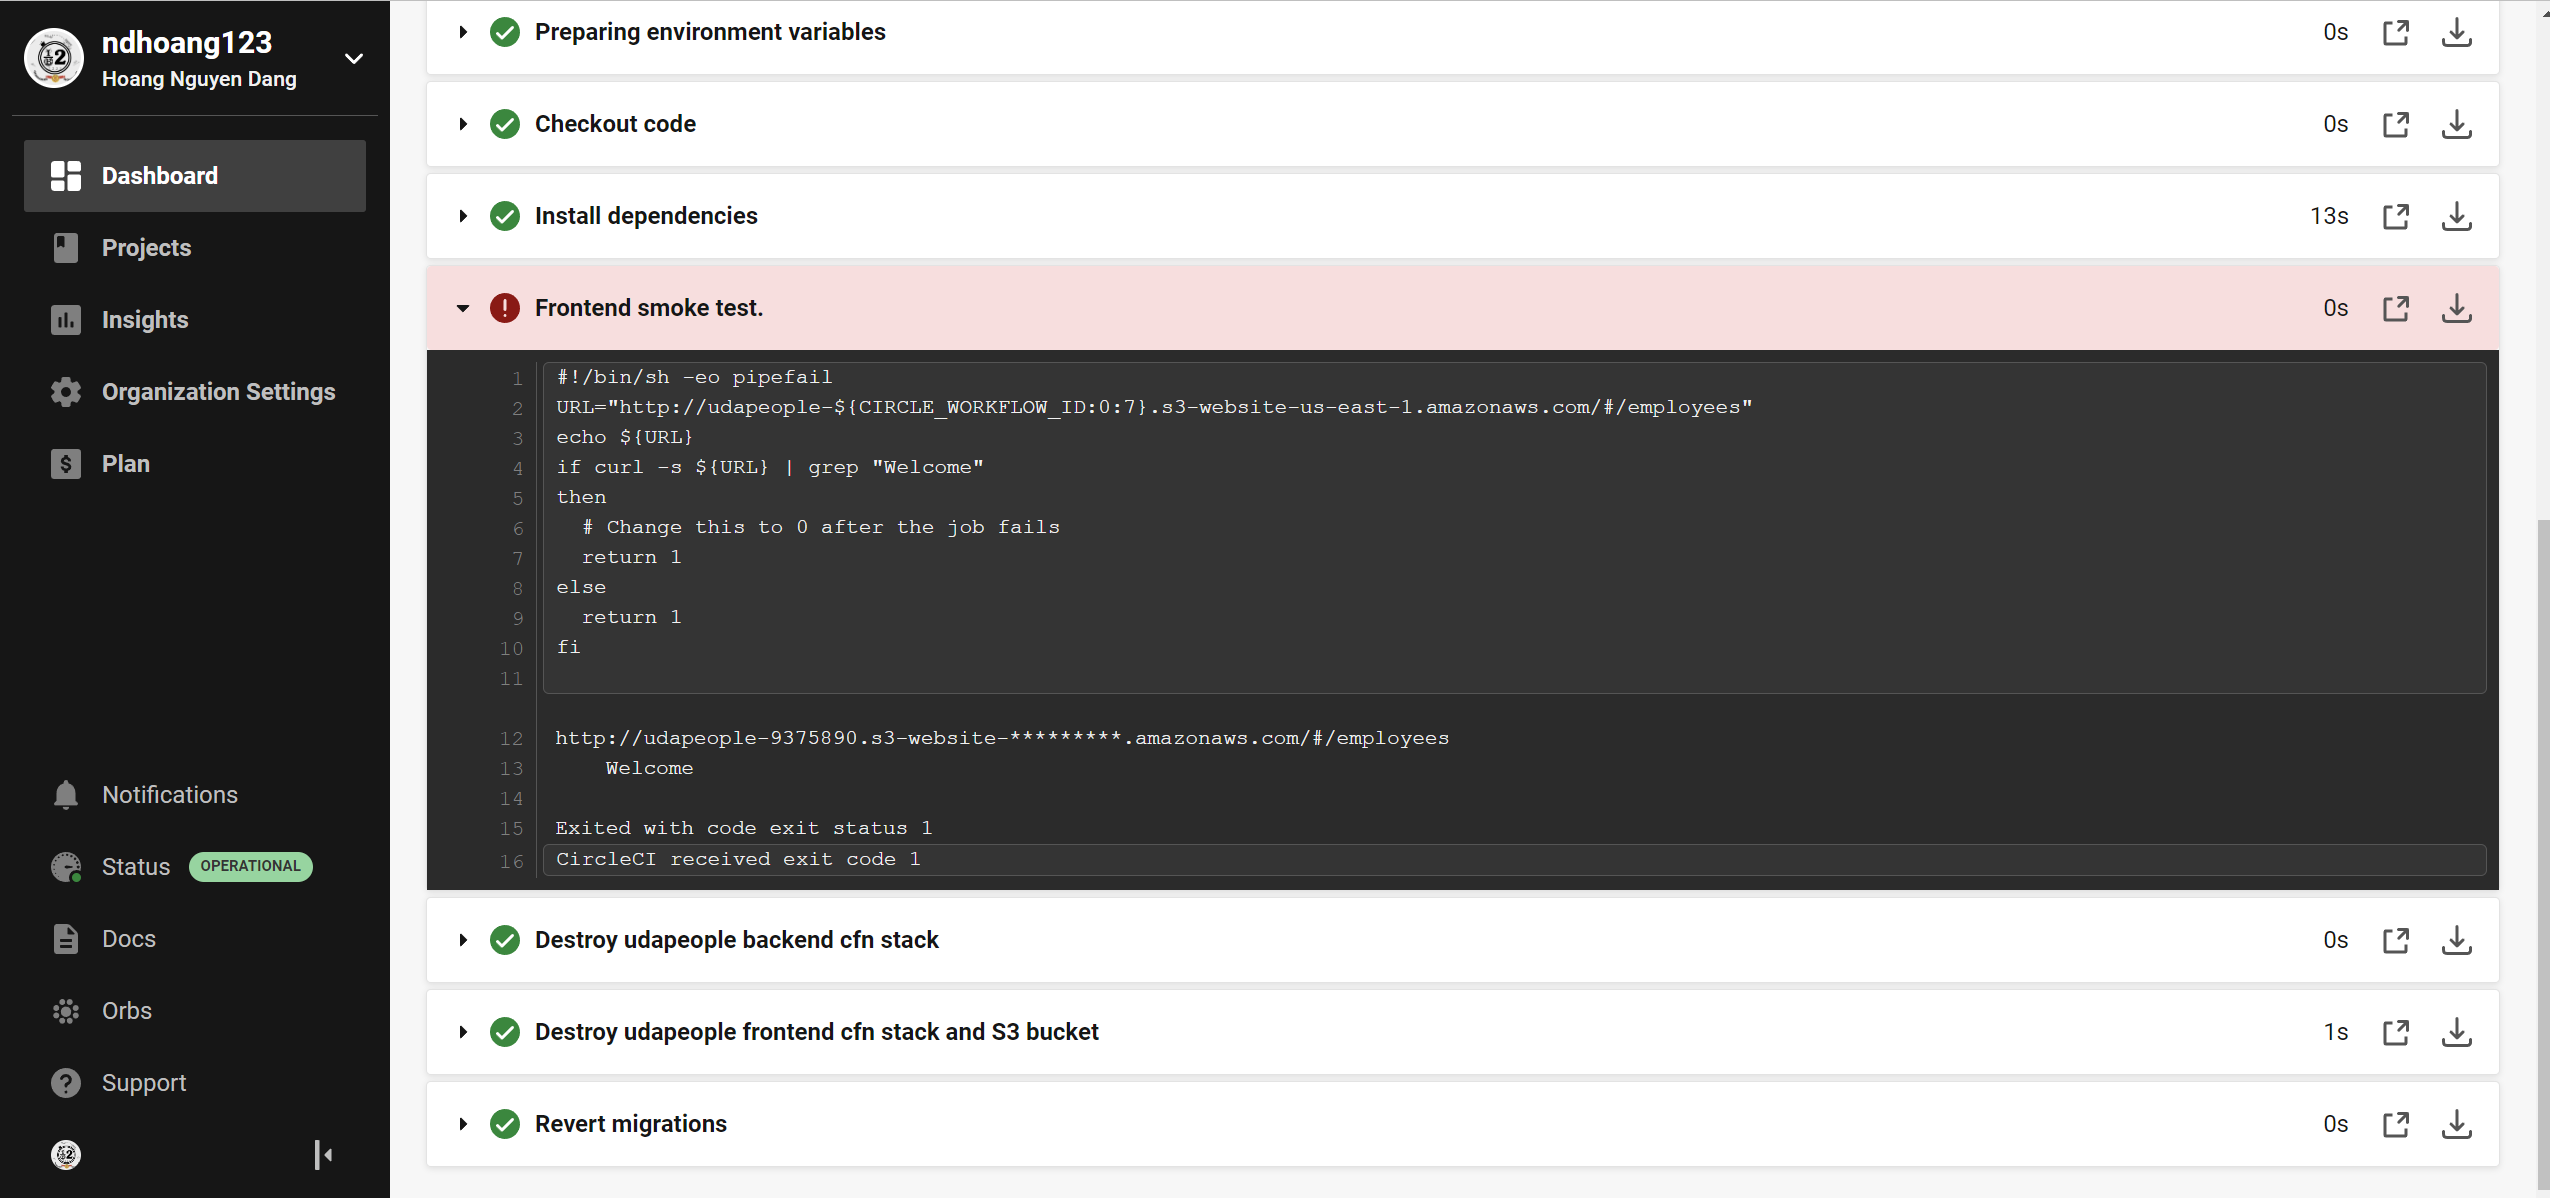 ndhoang123
Hoang Nguyen Dang
Dashboard
Projects
Insights
Organization Settings
Plan
Notifications
Status OPERATIONAL
Docs
Orbs
Support
Preparing environment variables 0s
Checkout code 0s
Install dependencies 13s
Frontend smoke test. 0s
1 #!/bin/sh -eo pipefail
2 URL="http://udapeople-${CIRCLE_WORKFLOW_ID:0:7}.s3-website-us-east-1.amazonaws.com/#/employees"
3 echo ${URL}
4 if curl -s ${URL} | grep "Welcome"
5 then
6   # Change this to 0 after the job fails
7   return 1
8 else
9   return 1
10 fi
11
12 http://udapeople-9375890.s3-website-*********.amazonaws.com/#/employees
13     Welcome
14
15 Exited with code exit status 1
16 CircleCI received exit code 1
Destroy udapeople backend cfn stack 0s
Destroy udapeople frontend cfn stack and S3 bucket 1s
Revert migrations 0s